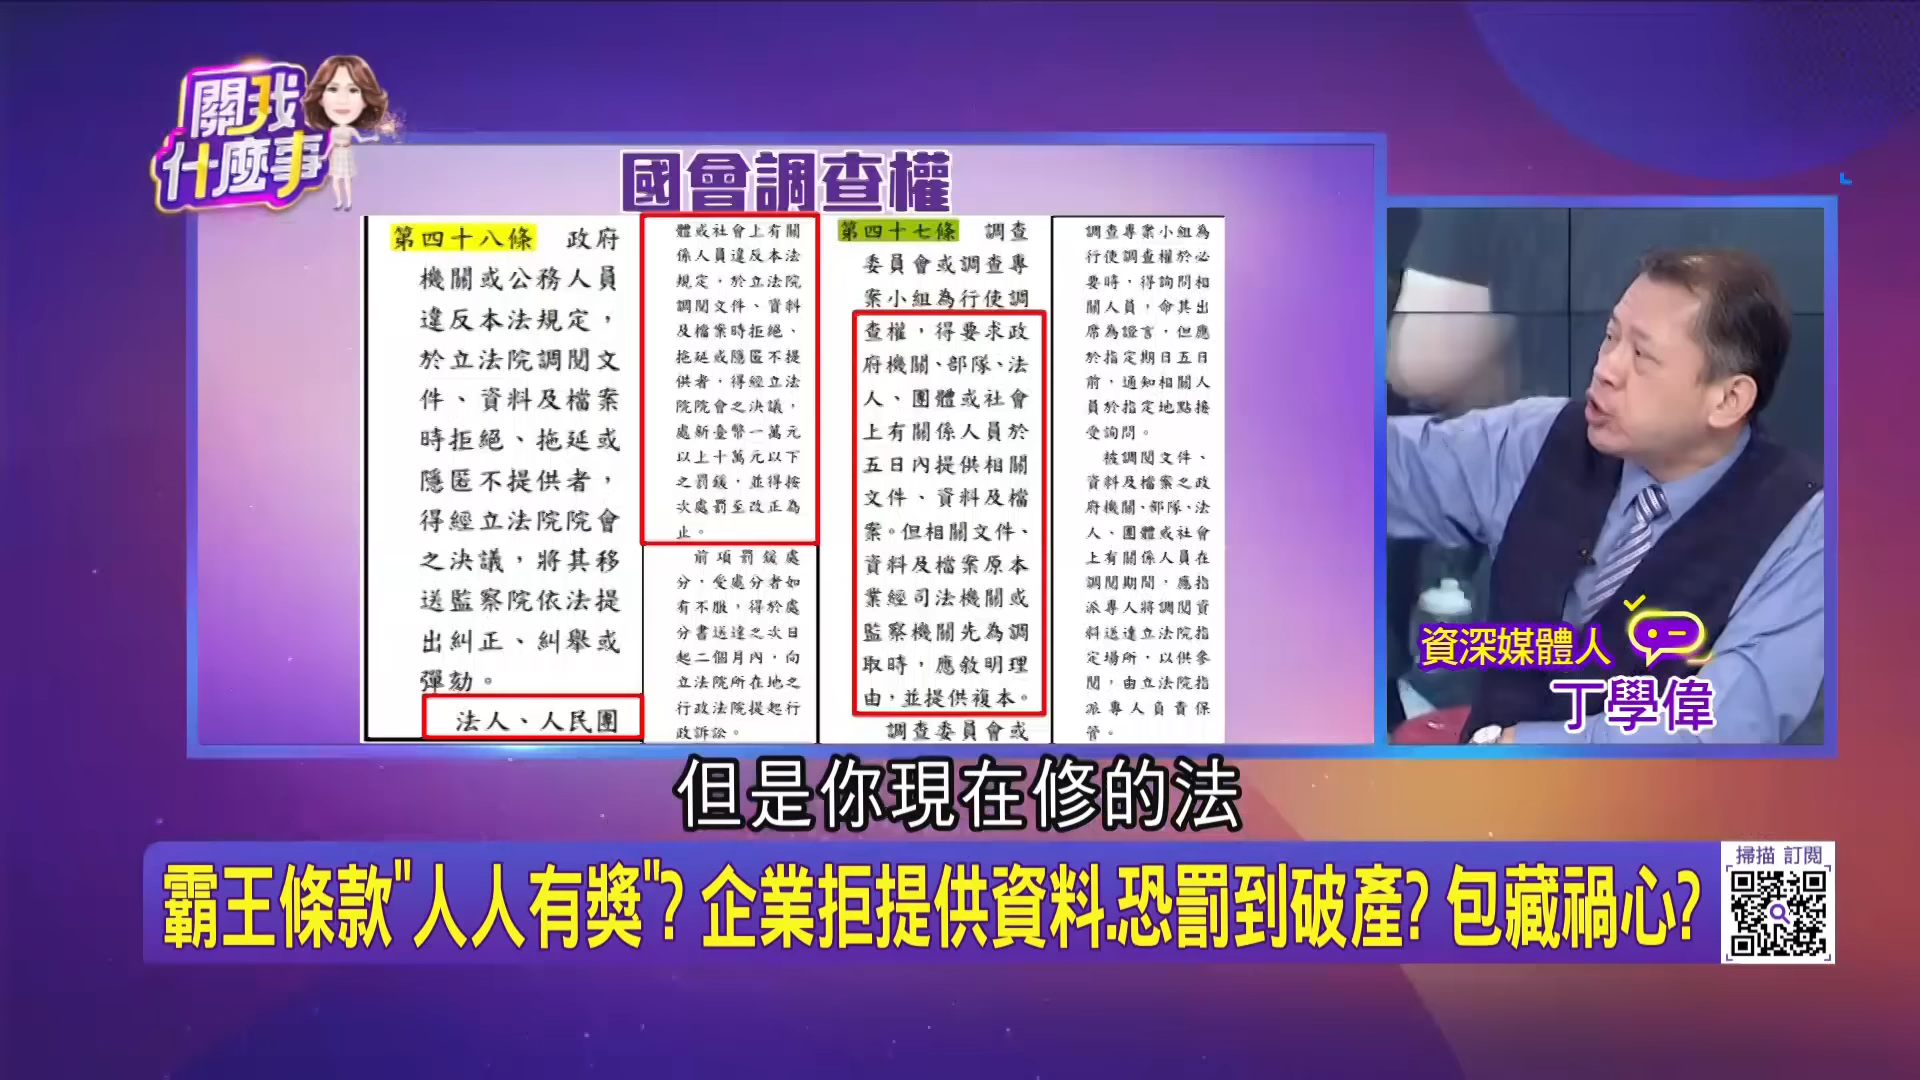 關我
什麼事
國會調查權
第四十八條 政府
機關或公務人員
違反本法規定，
於立法院調閱文
件、資料及檔案
時拒絕、拖延或
隱匿不提供者，
得經立法院院會
之決議，將其移
送監察院依法提
出糾正、糾舉或
彈劾。
法人、人民團
體或社會上有關
係人員違反本法
規定，於立法院
調閱文件、資料
及檔案時拒絕、
拖延或隱匿不提
供者，得經立法
院院會之決議，
處新臺幣一萬元
以上十萬元以下
之罰鍰，並得按
次處罰至改正為
止。
前項罰鍰處
分，受處分者如
有不服，得於處
分書送達之次日
起二個月內，向
立法院所在地之
行政法院提起行
政訴訟。
第四十七條 調查
委員會或調查專
案小組為行使調
查權，得要求政
府機關、部隊、法
人、團體或社會
上有關係人員於
五日內提供相關
文件、資料及檔
案。但相關文件、
資料及檔案原本
業經司法機關或
監察機關先為調
取時，應敘明理
由，並提供複本。
調查委員會或
調查專案小組為
行使調查權於必
要時，得詢問相
關人員，命其出
席為證言，但應
於指定期日五日
前，通知相關人
員於指定地點接
受詢問。
被調閱文件、
資料及檔案之政
府機關、部隊、法
人、團體或社會
上有關係人員在
調閱期間，應指
派專人將調閱資
料送達立法院指
定場所，以供參
閱，由立法院指
派專人負責保
管。
資深媒體人
丁學偉
但是你現在修的法
霸王條款"人人有獎"? 企業拒提供資料.恐罰到破產? 包藏禍心?
掃描 訂閱